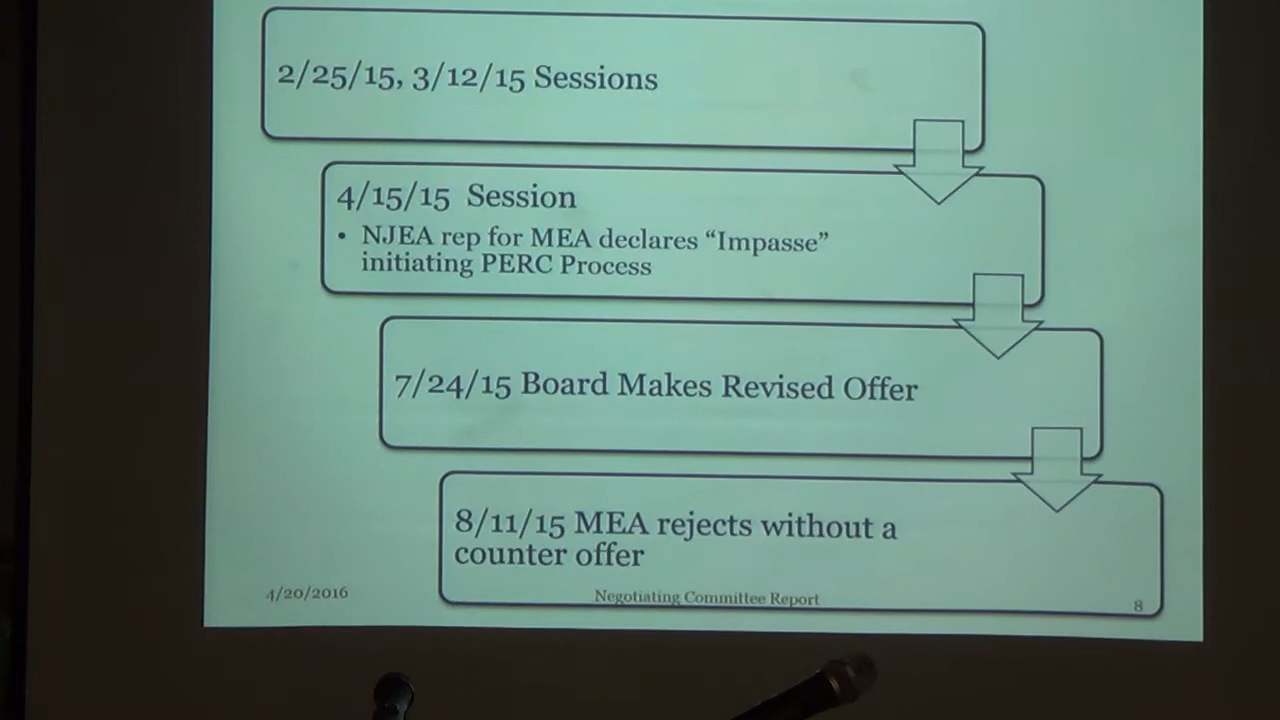 2/25/15, 3/12/15 Sessions
4/15/15 Session
• NJEA rep for MEA declares “Impasse”
initiating PERC Process
7/24/15 Board Makes Revised Offer
8/11/15 MEA rejects without a
counter offer
4/20/2016
Negotiating Committee Report
8